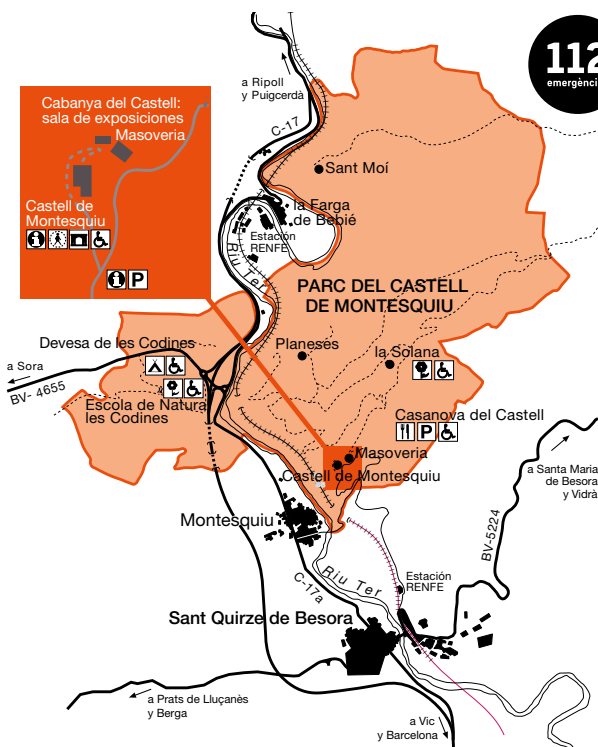 112
emergènci
a Ripoll
y Puigcerdà
C-17
Cabanya del Castell:
sala de exposiciones
Masoveria
Castell de
Montesquiu
P
Sant Moí
la Farga
de Bebié
Estación
RENFE
Riu Ter
PARC DEL CASTELL
DE MONTESQUIU
Devesa de les Codines
Planeses
la Solana
a Sora
BV- 4655
Escola de Natura
les Codines
Casanova del Castell
P
Masoveria
Castell de Montesquiu
a Santa Maria
de Besora
y Vidrà
BV-5224
Montesquiu
C-17a
Riu Ter
Estación
RENFE
Sant Quirze de Besora
a Prats de Lluçanès
y Berga
a Vic
y Barcelona